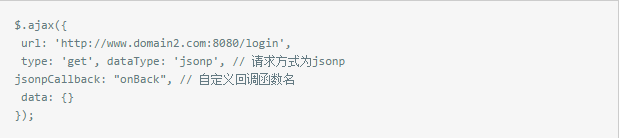 $.ajax({
url: 'http://www.domain2.com:8080/login',
type: 'get', dataType: 'jsonp', // 请求方式为jsonp
jsonpCallback: "onBack", // 自定义回调函数名
data: {}
});